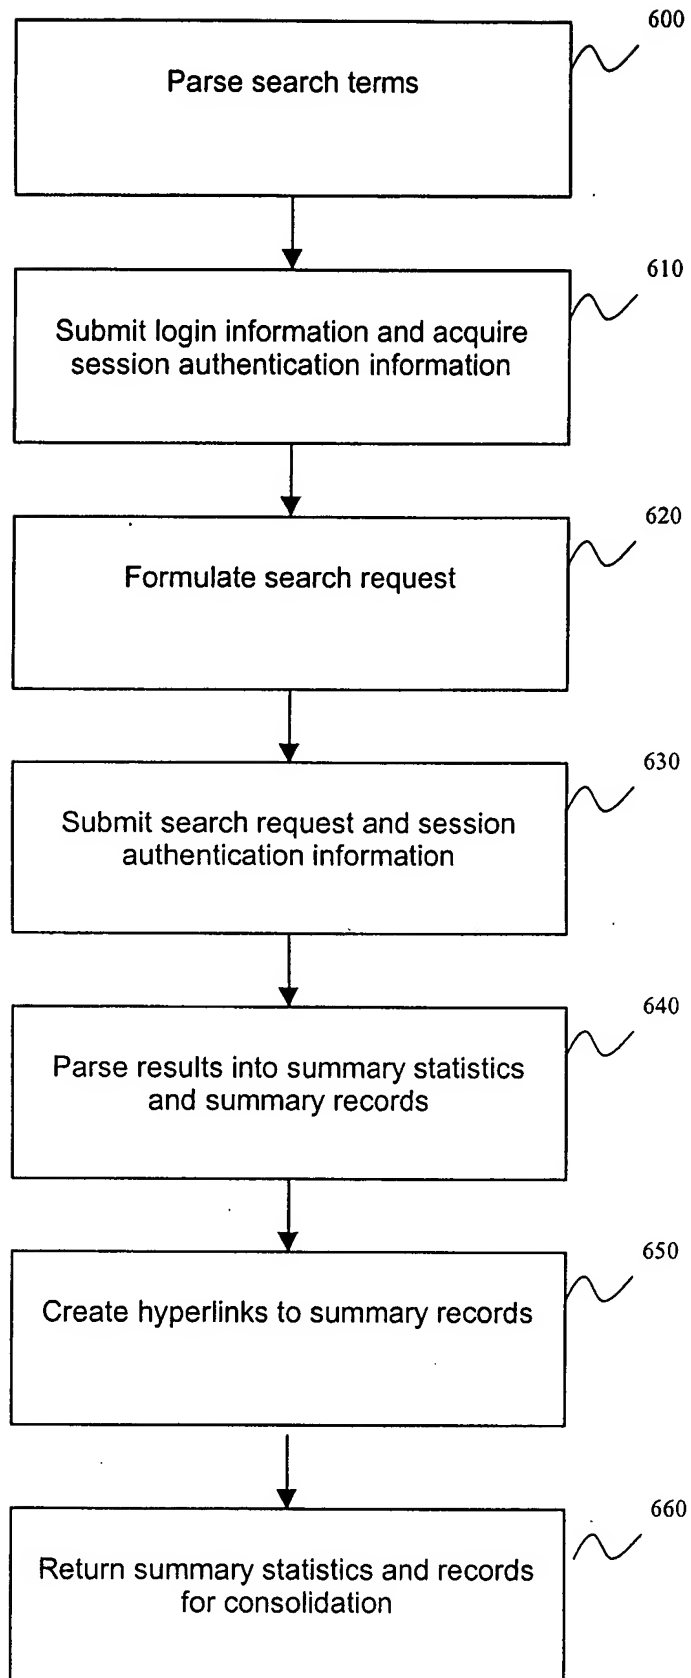 600
Parse search terms
610
Submit login information and acquire
session authentication information
620
Formulate search request
630
Submit search request and session
authentication information
640
Parse results into summary statistics
and summary records
650
Create hyperlinks to summary records
660
Return summary statistics and records
for consolidation